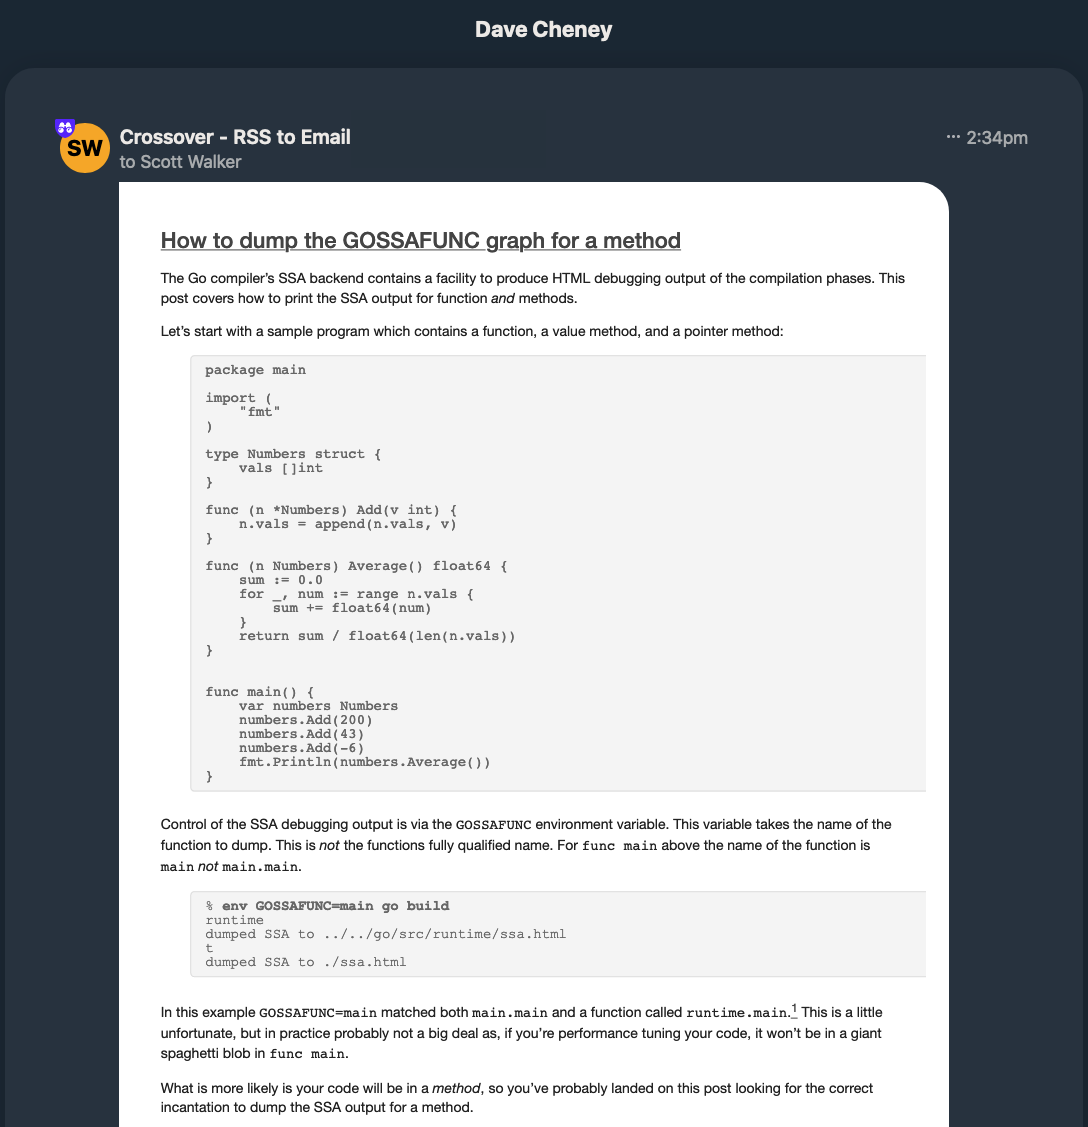 Dave Cheney
SW
Crossover - RSS to Email
··· 2:34pm
to Scott Walker
How to dump the GOSSAFUNC graph for a method
The Go compiler’s SSA backend contains a facility to produce HTML debugging output of the compilation phases. This
post covers how to print the SSA output for function and methods.
Let’s start with a sample program which contains a function, a value method, and a pointer method:
package main
import (
    "fmt"
)
type Numbers struct {
    vals []int
}
func (n *Numbers) Add(v int) {
    n.vals = append(n.vals, v)
}
func (n Numbers) Average() float64 {
    sum := 0.0
    for _, num := range n.vals {
        sum += float64(num)
    }
    return sum / float64(len(n.vals))
}
func main() {
    var numbers Numbers
    numbers.Add(200)
    numbers.Add(43)
    numbers.Add(-6)
    fmt.Println(numbers.Average())
}
Control of the SSA debugging output is via the GOSSAFUNC environment variable. This variable takes the name of the
function to dump. This is not the functions fully qualified name. For func main above the name of the function is
main not main.main.
% env GOSSAFUNC=main go build
runtime
dumped SSA to ../../go/src/runtime/ssa.html
t
dumped SSA to ./ssa.html
In this example GOSSAFUNC=main matched both main.main and a function called runtime.main.1 This is a little
unfortunate, but in practice probably not a big deal as, if you’re performance tuning your code, it won’t be in a giant
spaghetti blob in func main.
What is more likely is your code will be in a method, so you’ve probably landed on this post looking for the correct
incantation to dump the SSA output for a method.